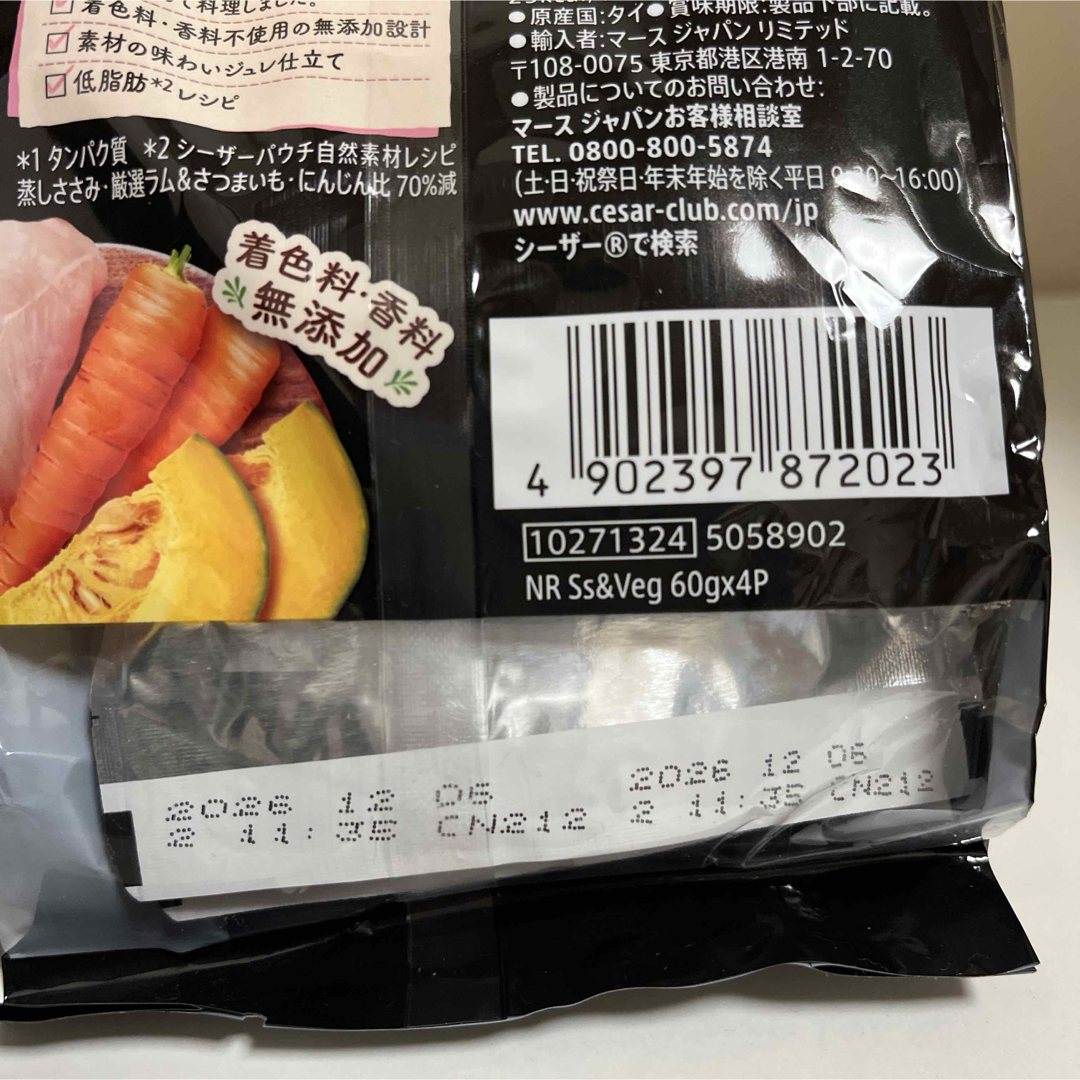 て料理しました。
着色料・香料不使用の無添加設計
素材の味わいジュレ仕立て
低脂肪*2レシピ
*1 タンパク質 *2 シーザーパウチ自然素材レシピ
蒸しささみ・厳選ラム&さつまいも・にんじん比 70%減
着色料・香料
無添加
●原産国:タイ●賞味期限:製品下部に記載。
●輸入者:マース ジャパン リミテッド
〒108-0075 東京都港区港南 1-2-70
●製品についてのお問い合わせ:
マース ジャパンお客様相談室
TEL. 0800-800-5874
(土・日・祝祭日・年末年始を除く平日 9:30~16:00)
www.cesar-club.com/jp
シーザー®で検索
4 902397 872023
10271324 5058902
NR Ss&Veg 60gx4P
2026 12 06 2026 12 06
2 11:35 CN212 2 11:35 CN212